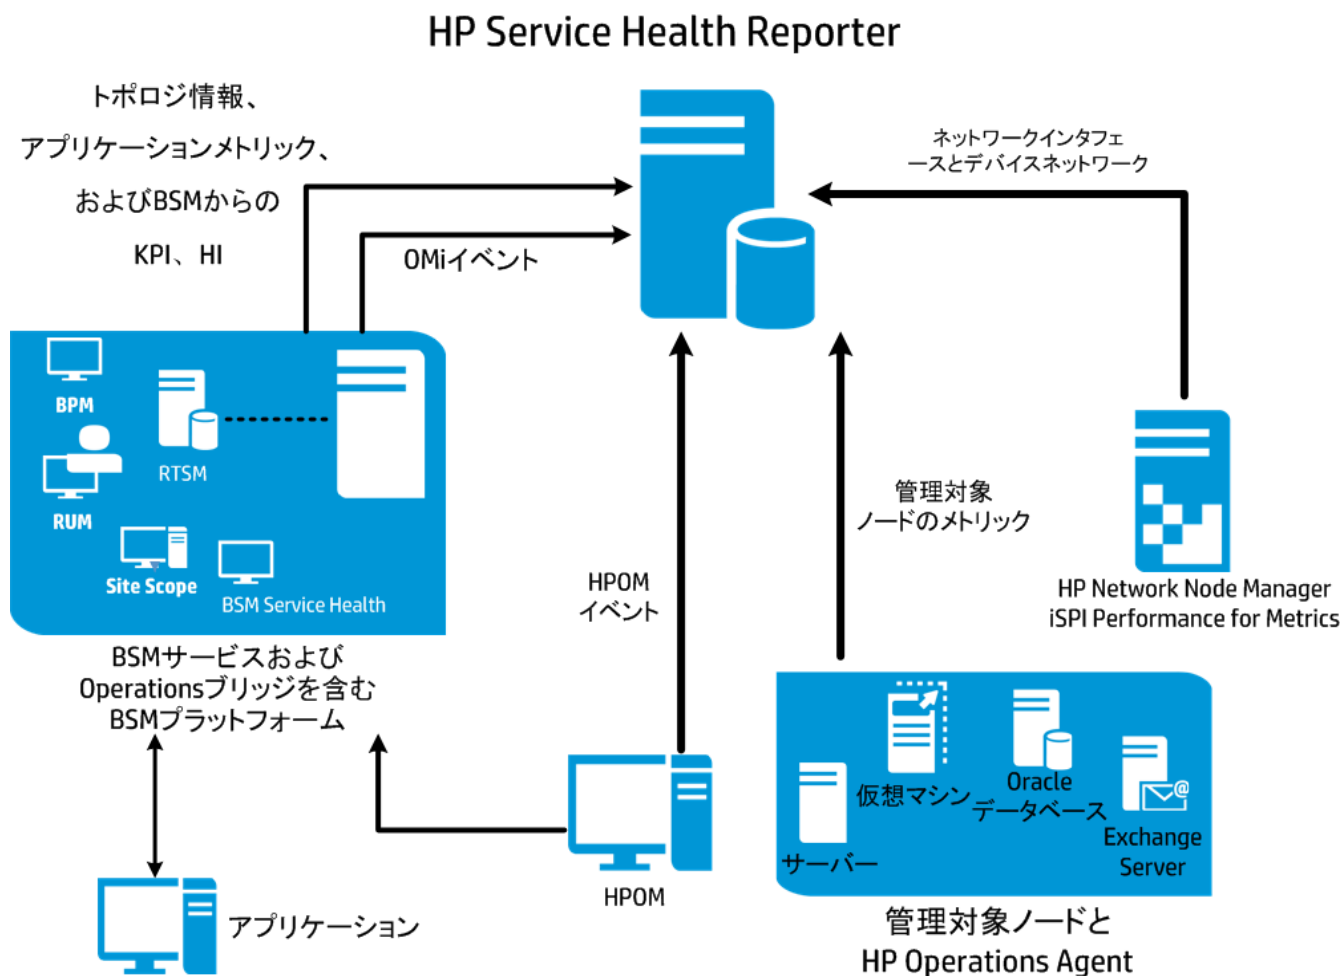 HP Service Health Reporter
トポロジ情報、
アプリケーションメトリック、
およびBSMからの
KPI、HI
OMiイベント
ネットワークインタフェ
ースとデバイスネットワーク
BPM
RTSM
RUM
Site Scope
BSM Service Health
BSMサービスおよび
Operationsブリッジを含む
BSMプラットフォーム
アプリケーション
HPOM
イベント
HPOM
管理対象
ノードのメトリック
HP Network Node Manager
iSPI Performance for Metrics
サーバー
仮想マシン
Oracle
データベース
Exchange
Server
管理対象ノードと
HP Operations Agent